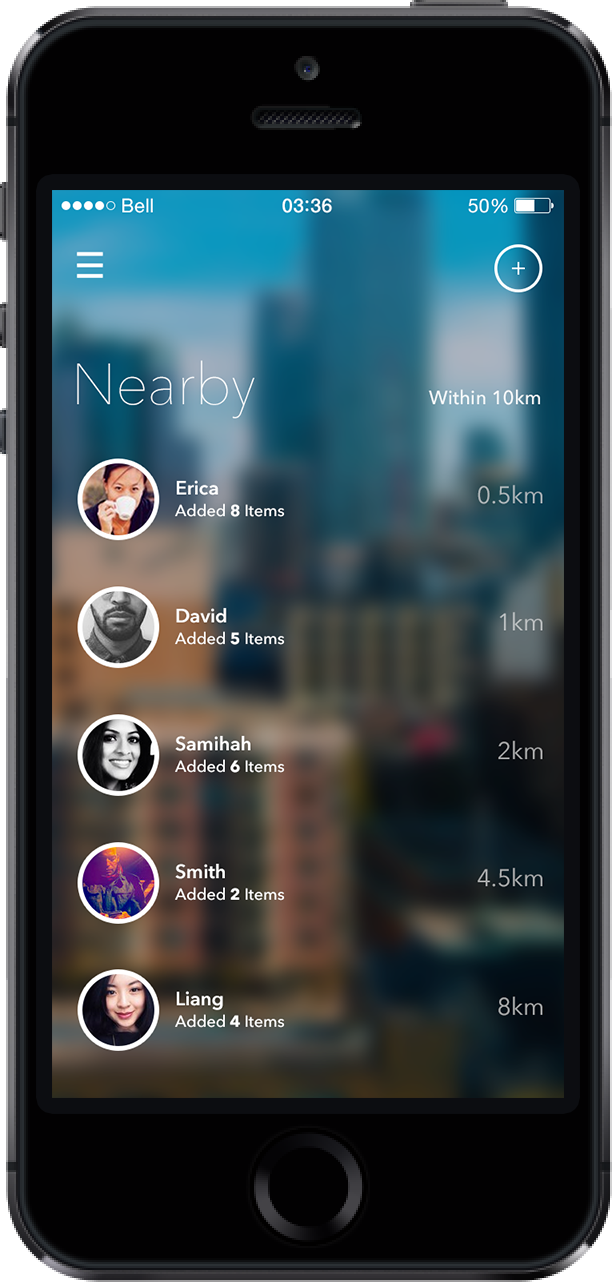 Bell 03:36 50%
Nearby
Within 10km
Erica
Added 8 Items
0.5km
David
Added 5 Items
1km
Samihah
Added 6 Items
2km
Smith
Added 2 Items
4.5km
Liang
Added 4 Items
8km